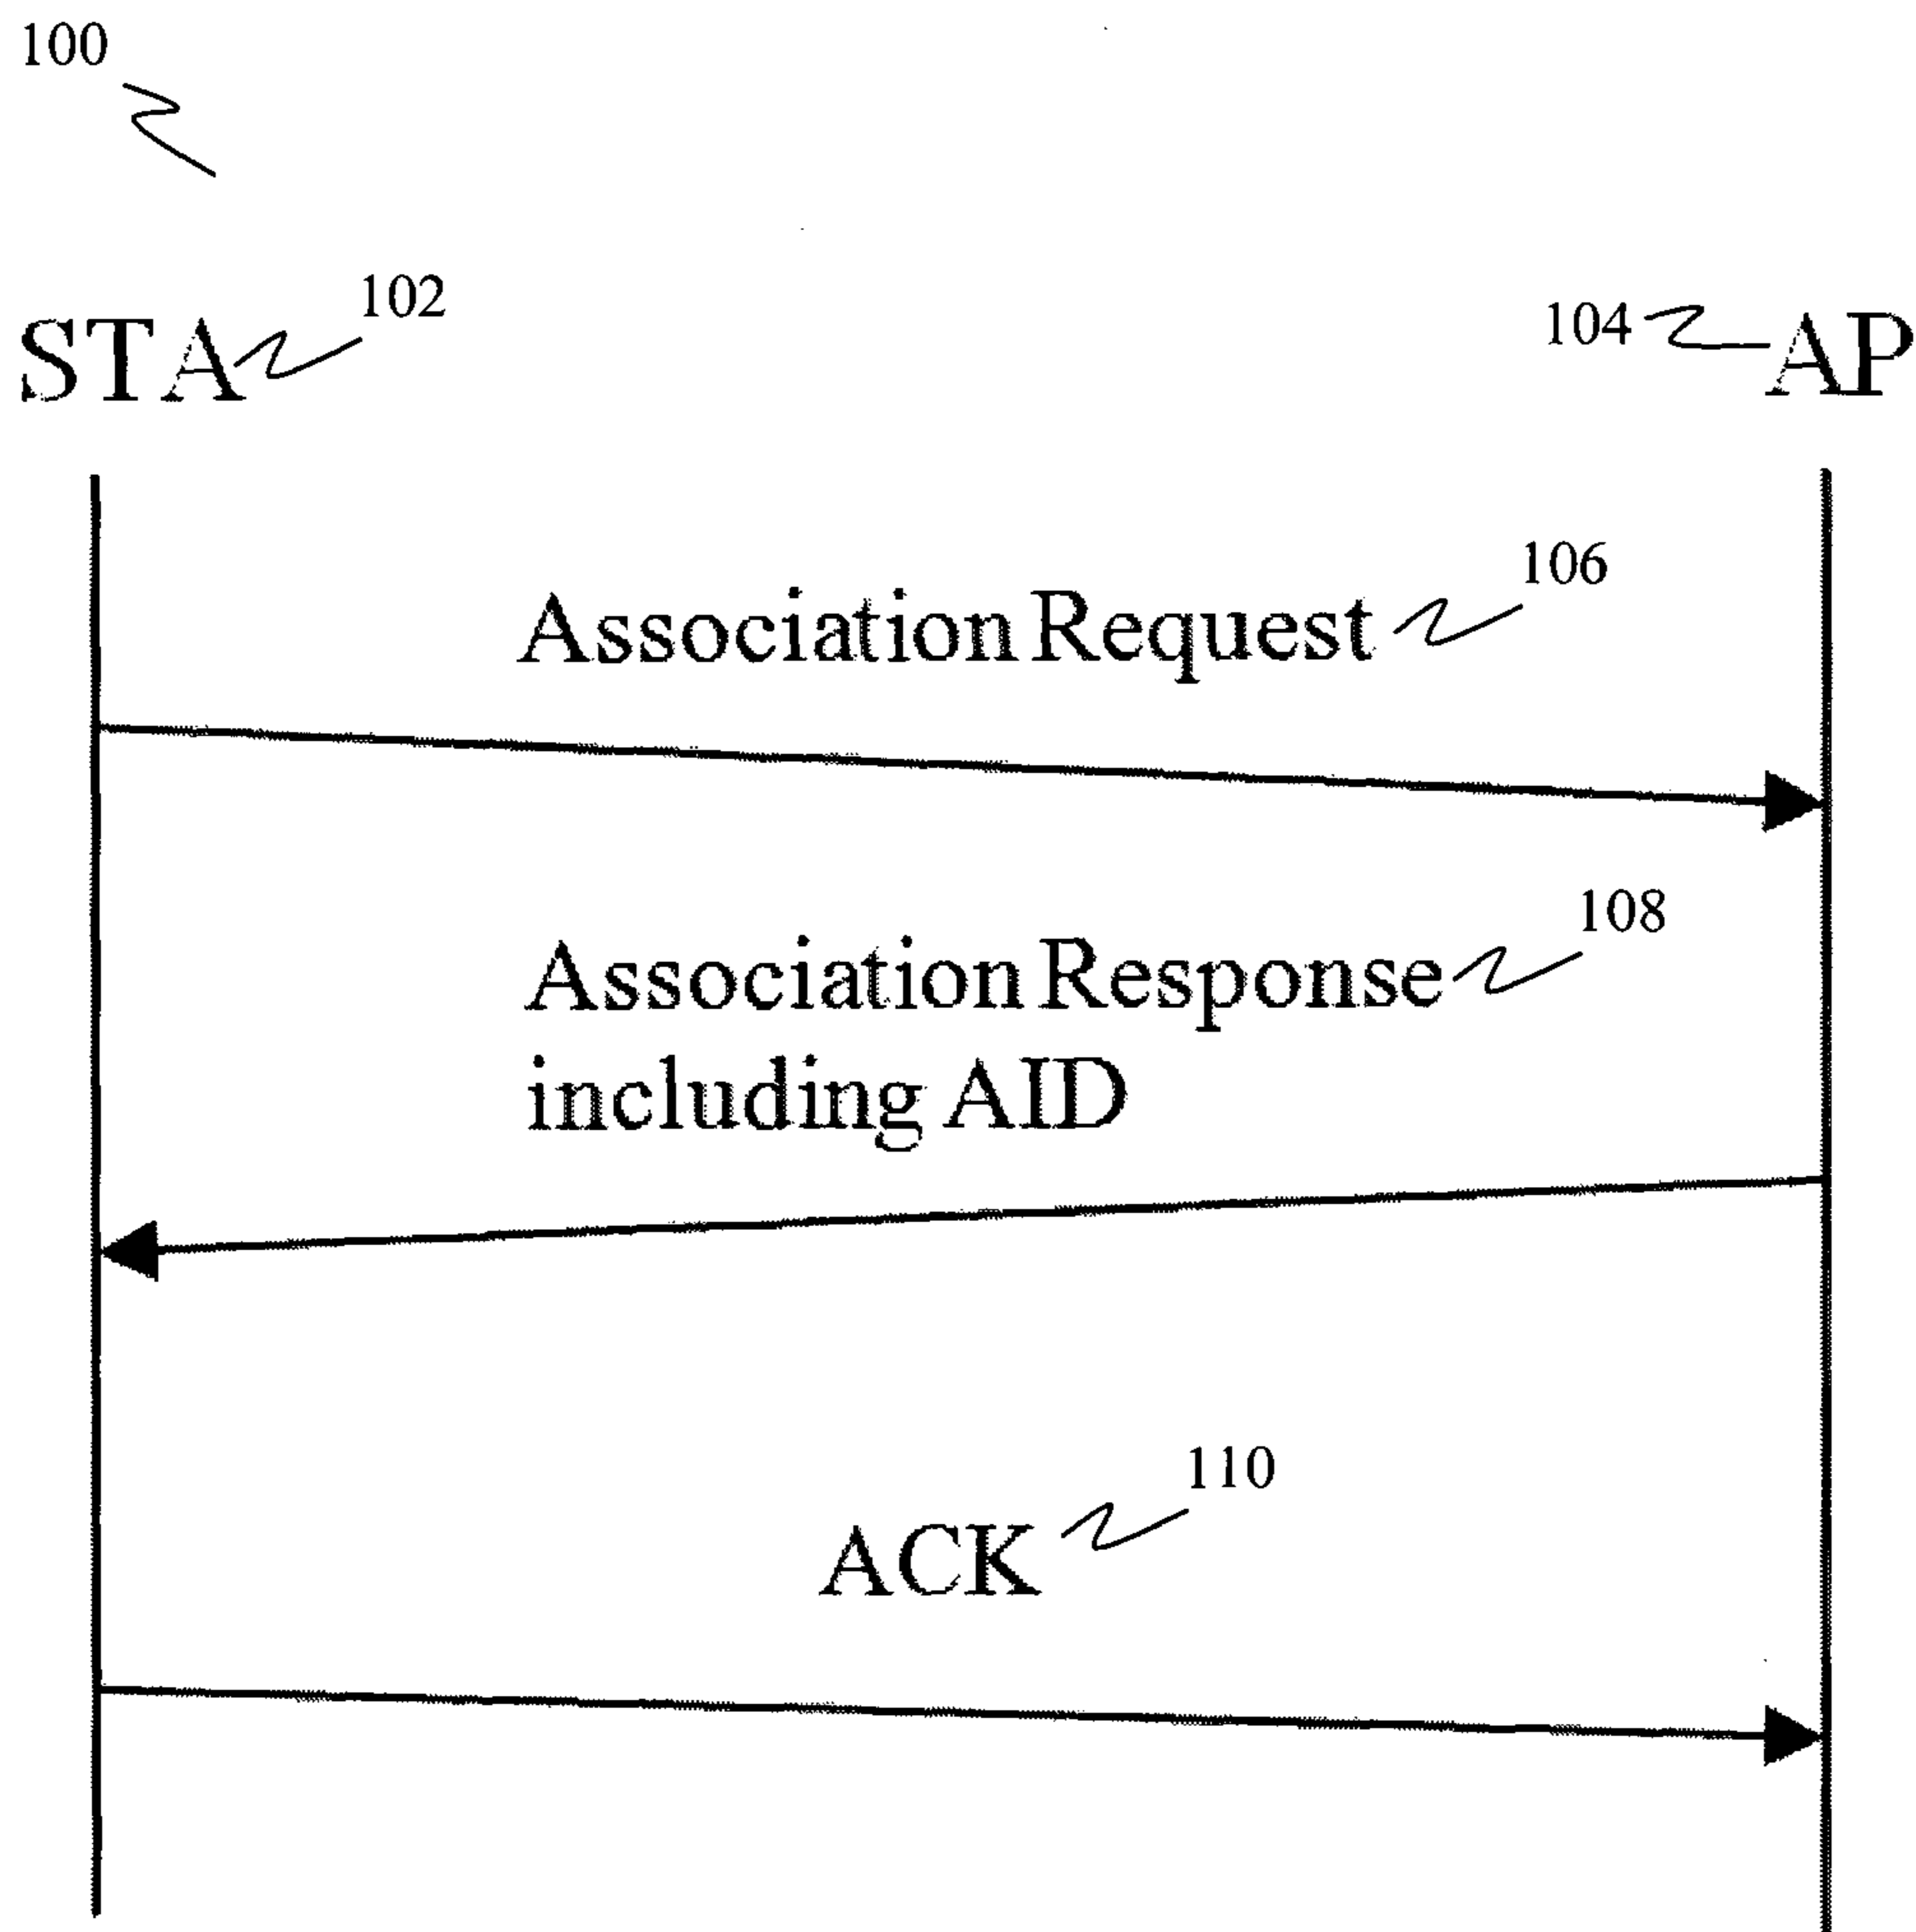 100
STA 102
104 AP
106
Association Request
108
Association Response
including AID
110
ACK